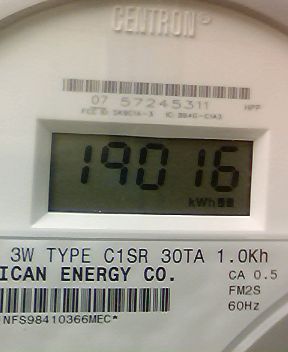 CENTRON®
07 57245311
19016
kWh
3W TYPE C1SR 30TA 1.0Kh
ICAN ENERGY CO.
CA 0.5
FM2S
60Hz
NFS98410366MEC*